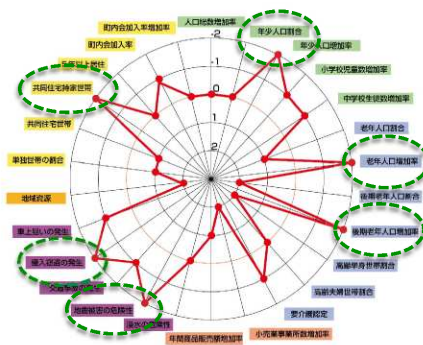 人口総数増加率
年少人口割合
年少人口増加率
小学校児童数増加率
中学校生徒数増加率
老年人口割合
老年人口増加率
後期老年人口割合
後期老年人口増加率
高齢単身世帯割合
高齢夫婦世帯割合
要介護認定
小売業事業所数増加率
年間商品販売額増加率
地震被害の危険性
侵入窃盗の発生
車上狙いの発生
地域資源
単独世帯の割合
共同住宅世帯
共同住宅持家世帯
町内会加入率
町内会加入率増加率
-2
-1
0
1
2